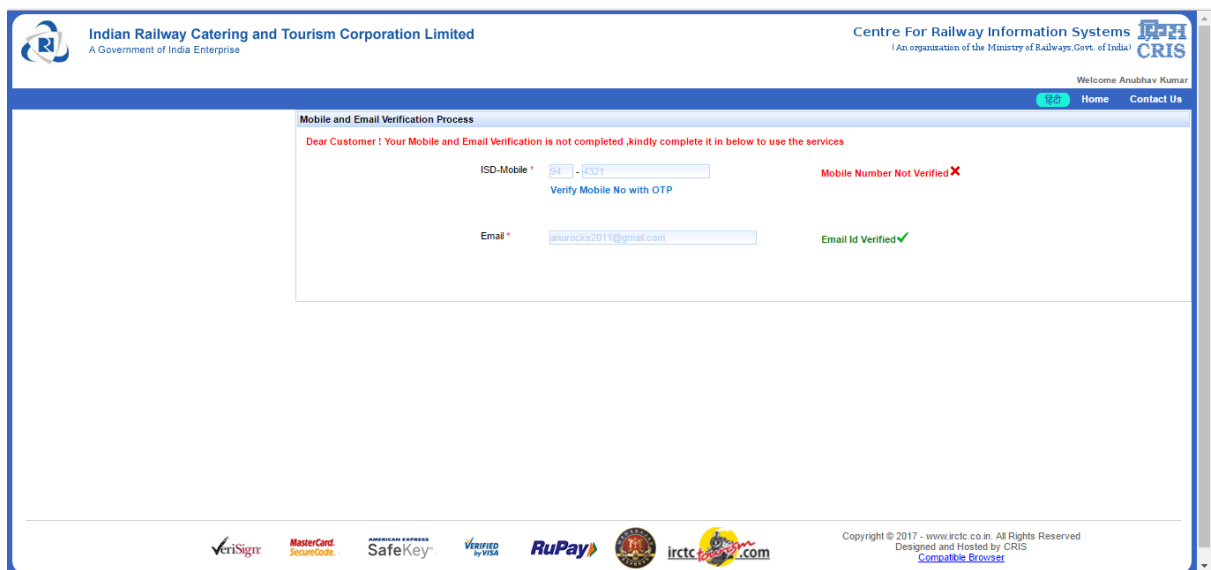 Indian Railway Catering and Tourism Corporation Limited
A Government of India Enterprise
Centre For Railway Information Systems
(An organization of the Ministry of Railways,Govt. of India)
क्रिस
CRIS
Welcome Anubhav Kumar
हिंदी Home Contact Us
Mobile and Email Verification Process
Dear Customer ! Your Mobile and Email Verification is not completed ,kindly complete it in below to use the services
ISD-Mobile * 94 - 4321 Mobile Number Not Verified
Verify Mobile No with OTP
Email * anurocks2011@gmail.com Email Id Verified
VeriSign
MasterCard.
SecureCode.
AMERICAN EXPRESS
SafeKey
VERIFIED
by VISA
RuPay
irctc tourism .com
Copyright © 2017 - www.irctc.co.in. All Rights Reserved
Designed and Hosted by CRIS
Compatible Browser